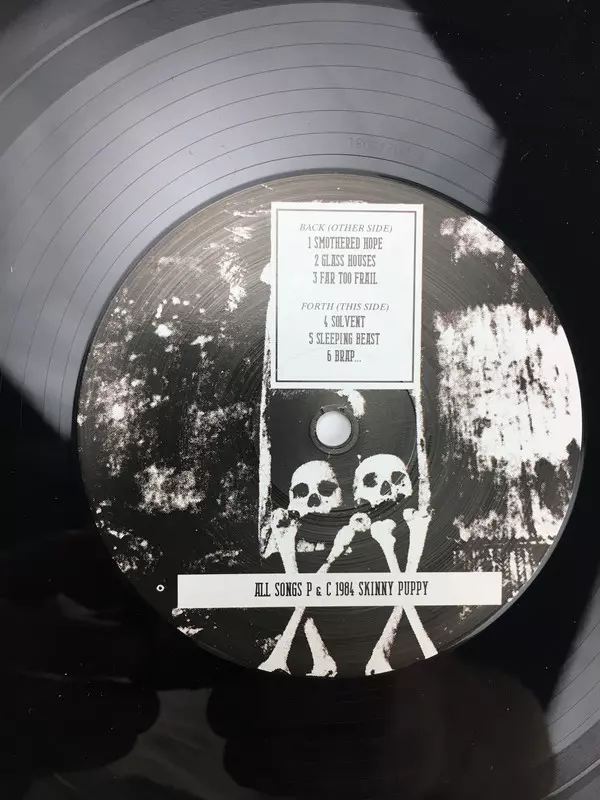 BACK (OTHER SIDE)
1 SMOTHERED HOPE
2 GLASS HOUSES
3 FAR TOO FRAIL
FORTH (THIS SIDE)
4 SOLVENT
5 SLEEPING BEAST
6 BRAP...
ALL SONGS P & C 1984 SKINNY PUPPY